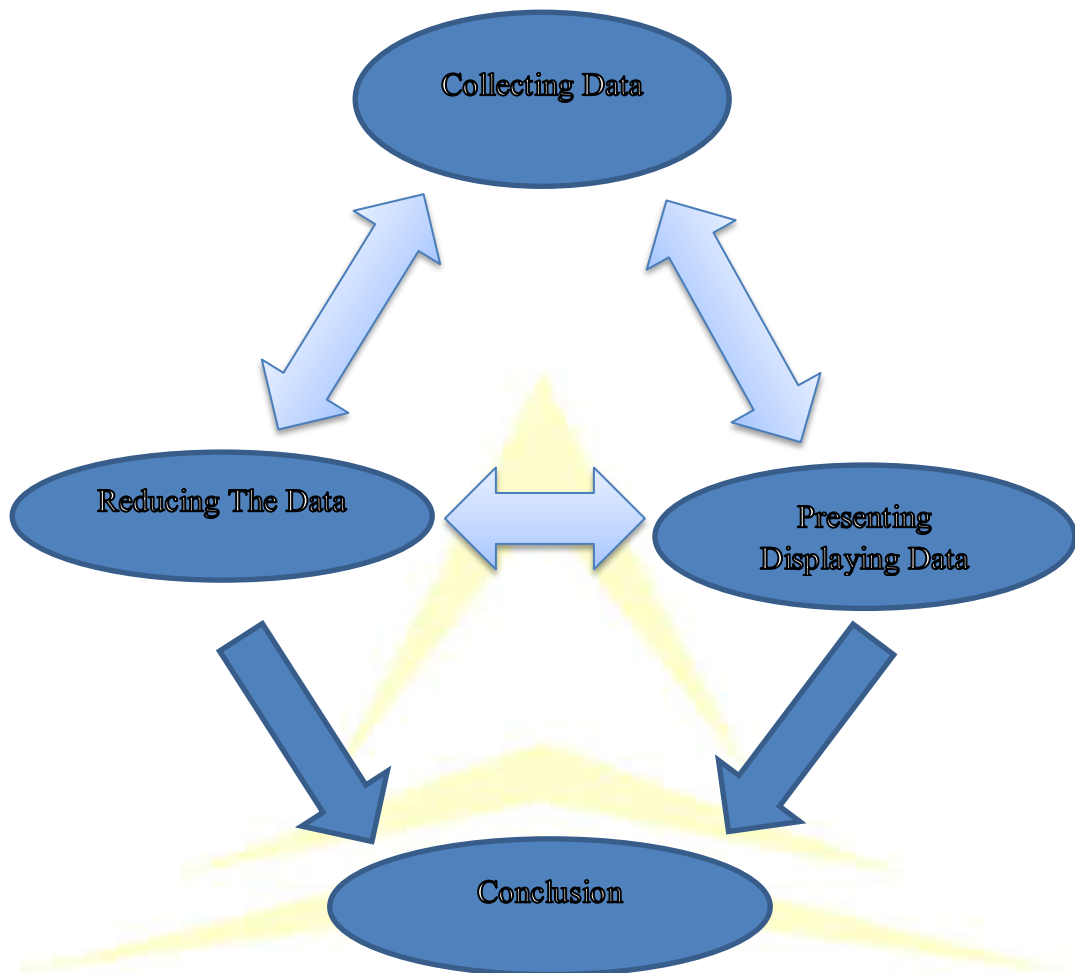 Collecting Data
Reducing The Data
Presenting
Displaying Data
Conclusion